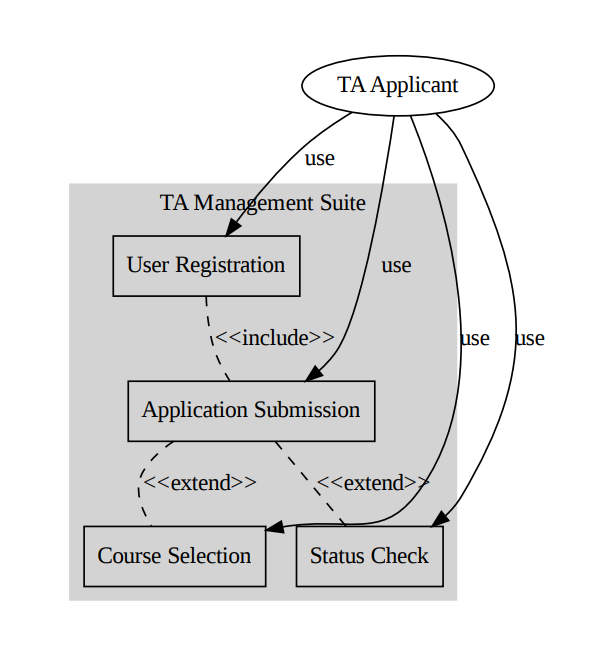 TA Applicant
use
TA Management Suite
User Registration
use
<<include>>
use
use
Application Submission
<<extend>>
<<extend>>
Course Selection
Status Check